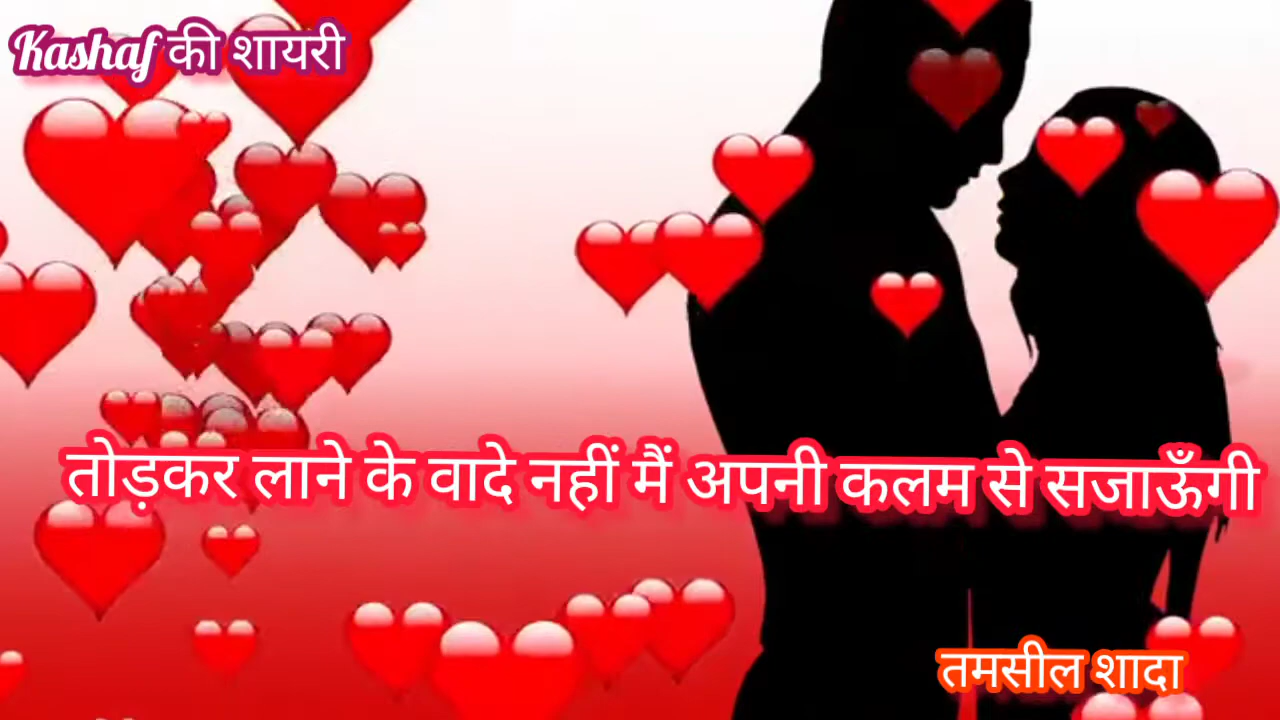 Kashaf की शायरी
तोड़कर लाने के वादे नहीं मैं अपनी कलम से सजाऊँगी
तमसील शादा